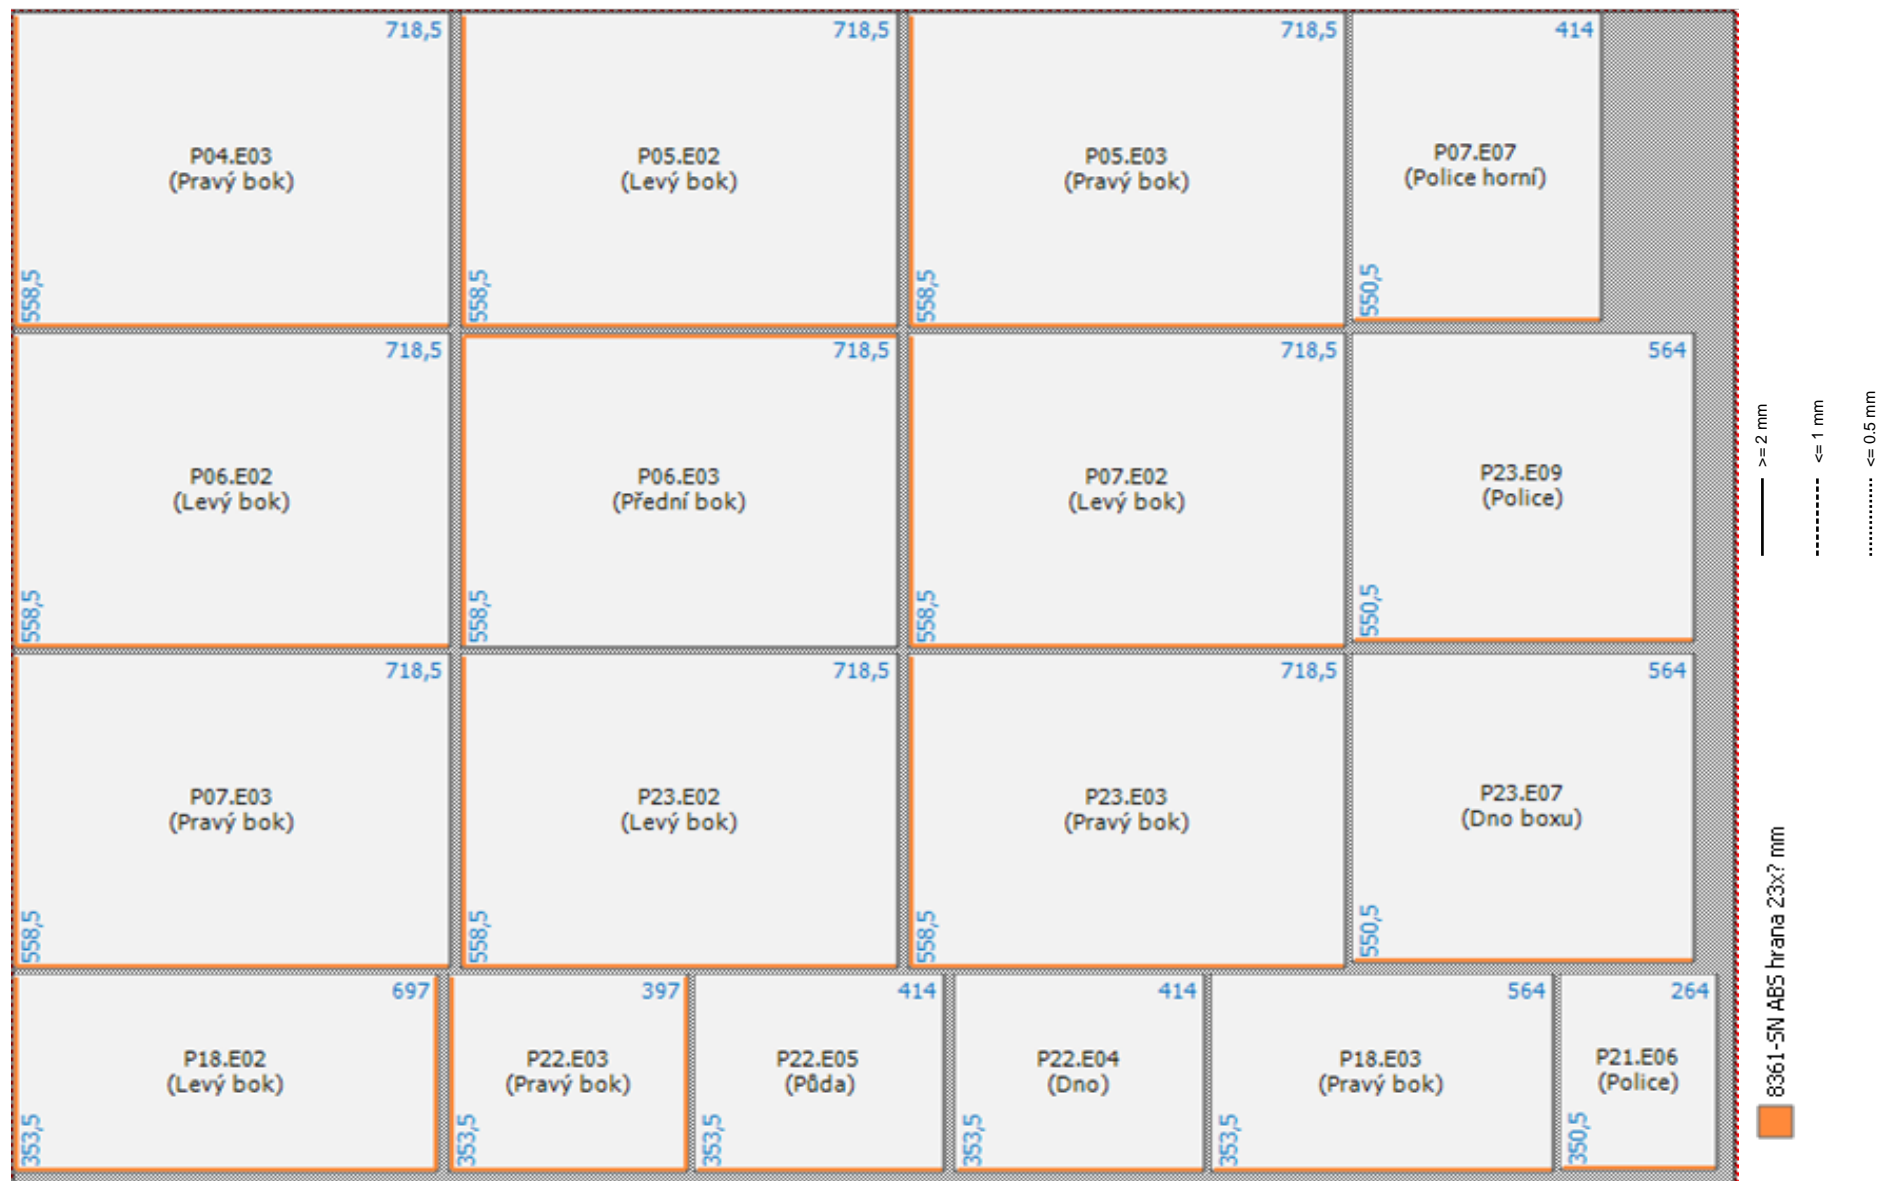 718,5
P04.E03
(Pravý bok)
558,5
718,5
P05.E02
(Levý bok)
558,5
718,5
P05.E03
(Pravý bok)
558,5
414
P07.E07
(Police horní)
550,5
718,5
P06.E02
(Levý bok)
558,5
718,5
P06.E03
(Přední bok)
558,5
718,5
P07.E02
(Levý bok)
558,5
564
P23.E09
(Police)
550,5
718,5
P07.E03
(Pravý bok)
558,5
718,5
P23.E02
(Levý bok)
558,5
718,5
P23.E03
(Pravý bok)
558,5
564
P23.E07
(Dno boxu)
550,5
697
P18.E02
(Levý bok)
353,5
397
P22.E03
(Pravý bok)
353,5
414
P22.E05
(Půda)
353,5
414
P22.E04
(Dno)
353,5
564
P18.E03
(Pravý bok)
353,5
264
P21.E06
(Police)
350,5
8361-SN ABS hrana 23x? mm
>= 2 mm
<= 1 mm
<= 0.5 mm